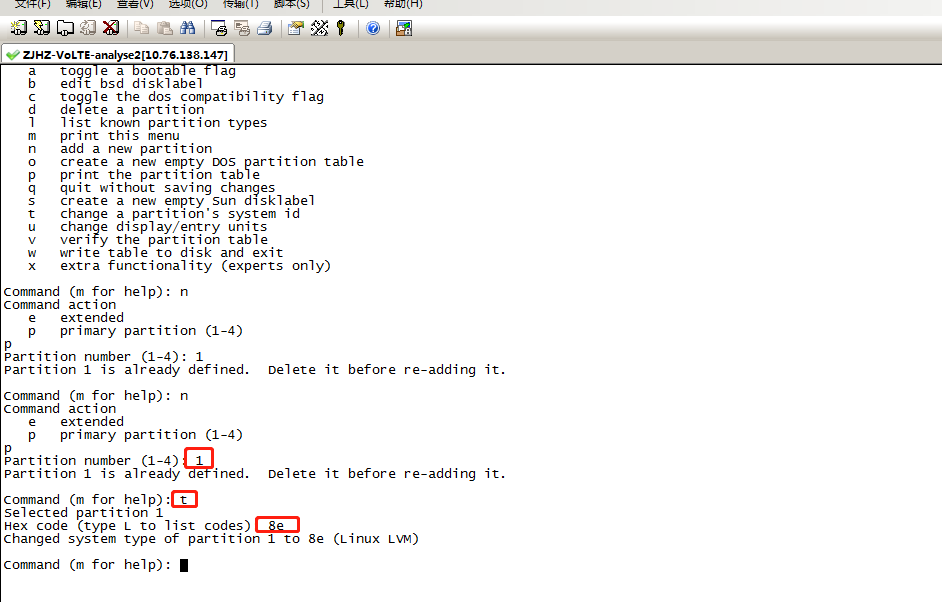 文件(F) 编辑(E) 查看(V) 选项(O) 传输(T) 脚本(S) 工具(L) 帮助(H)
ZJHZ-VoLTE-analyse2[10.76.138.147]
a toggle a bootable flag
b edit bsd disklabel
c toggle the dos compatibility flag
d delete a partition
l list known partition types
m print this menu
n add a new partition
o create a new empty DOS partition table
p print the partition table
q quit without saving changes
s create a new empty Sun disklabel
t change a partition's system id
u change display/entry units
v verify the partition table
w write table to disk and exit
x extra functionality (experts only)
Command (m for help): n
Command action
e extended
p primary partition (1-4)
p
Partition number (1-4): 1
Partition 1 is already defined. Delete it before re-adding it.
Command (m for help): n
Command action
e extended
p primary partition (1-4)
p
Partition number (1-4): 1
Partition 1 is already defined. Delete it before re-adding it.
Command (m for help): t
Selected partition 1
Hex code (type L to list codes) 8e
Changed system type of partition 1 to 8e (Linux LVM)
Command (m for help):